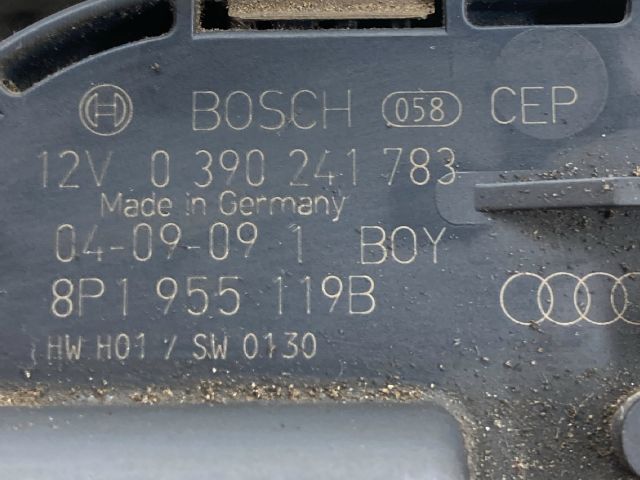 BOSCH 058 CEP
12V 0 390 241 783
Made in Germany
04-09-09 1 BOY
8P1 955 119B
HW H01 / SW 0130